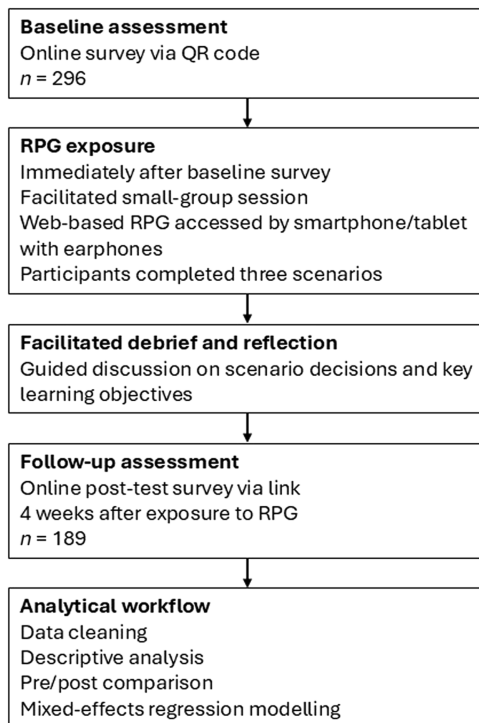 Baseline assessment
Online survey via QR code
n = 296
RPG exposure
Immediately after baseline survey
Facilitated small-group session
Web-based RPG accessed by smartphone/tablet
with earphones
Participants completed three scenarios
Facilitated debrief and reflection
Guided discussion on scenario decisions and key
learning objectives
Follow-up assessment
Online post-test survey via link
4 weeks after exposure to RPG
n = 189
Analytical workflow
Data cleaning
Descriptive analysis
Pre/post comparison
Mixed-effects regression modelling